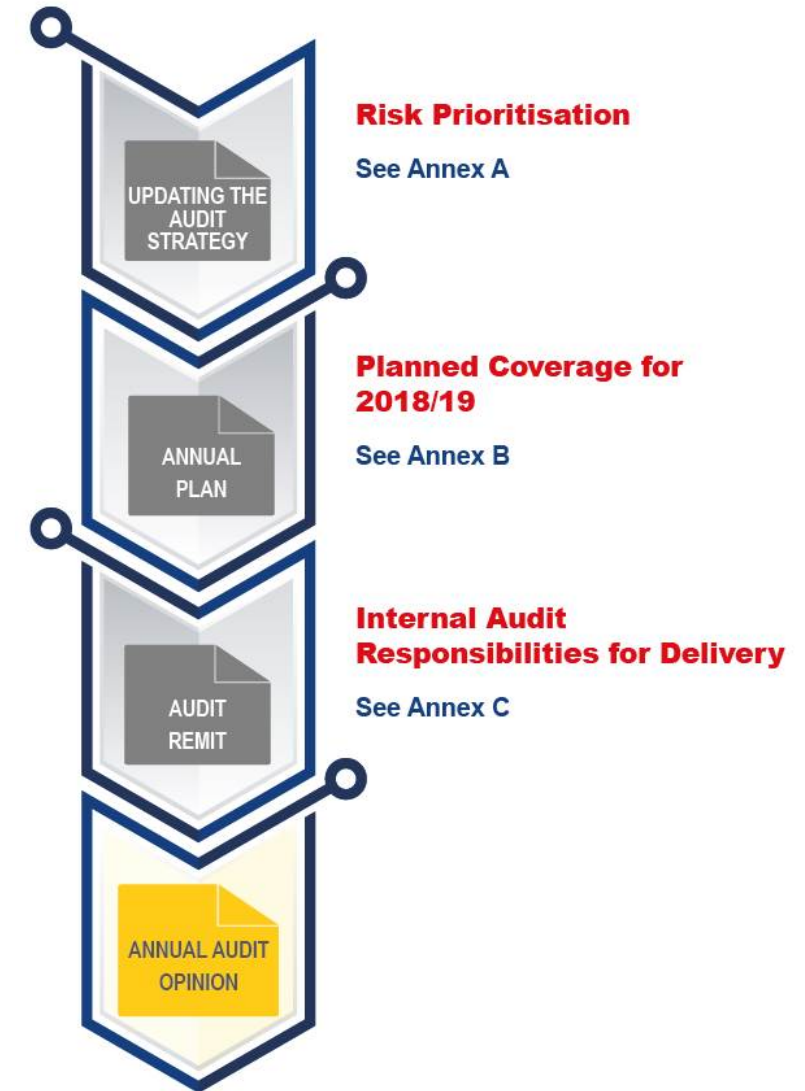 Risk Prioritisation
See Annex A
UPDATING THE
AUDIT
STRATEGY
Planned Coverage for
2018/19
See Annex B
ANNUAL
PLAN
Internal Audit
Responsibilities for Delivery
See Annex C
AUDIT
REMIT
ANNUAL AUDIT
OPINION